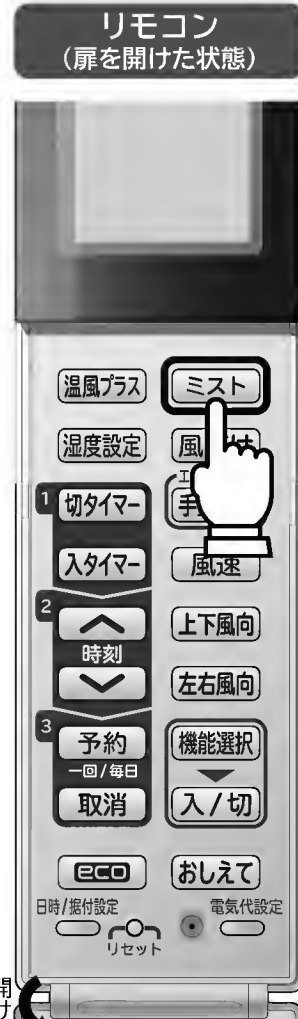 リモコン
(扉を開けた状態)
温風プラス
ミスト
湿度設定
風
1
切タイマー
手
入タイマー
風速
2
時刻
上下風向
左右風向
3
予約
一回/毎日
取消
機能選択
入/切
eco
おしえて
日時/据付設定
リセット
電気代設定
開
け